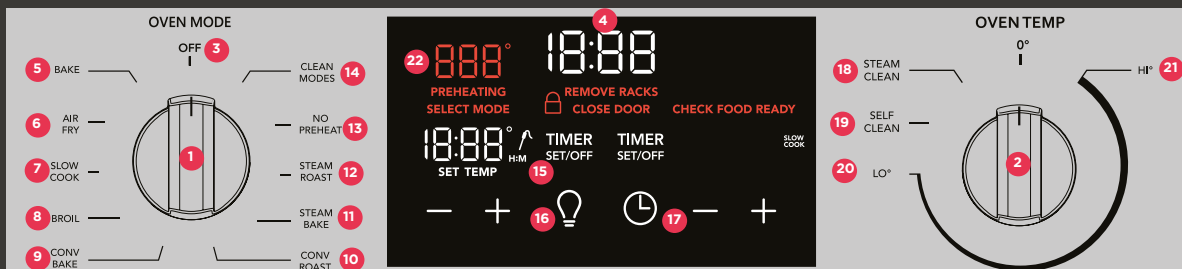 OVEN MODE
OFF 3
5 BAKE
6 AIR
FRY
7 SLOW
COOK
8 BROIL
9 CONV
BAKE
1
CLEAN
MODES 14
NO
PREHEAT 13
STEAM
ROAST 12
STEAM
BAKE 11
CONV
ROAST 10
4
22 888° 18:88
PREHEATING
SELECT MODE
REMOVE RACKS
CLOSE DOOR
CHECK FOOD READY
18:88° H:M
SET TEMP
15
TIMER
SET/OFF
TIMER
SET/OFF
SLOW
COOK
− + 16 17 − +
OVEN TEMP
0°
18 STEAM
CLEAN
19 SELF
CLEAN
20 LO°
2
HI° 21